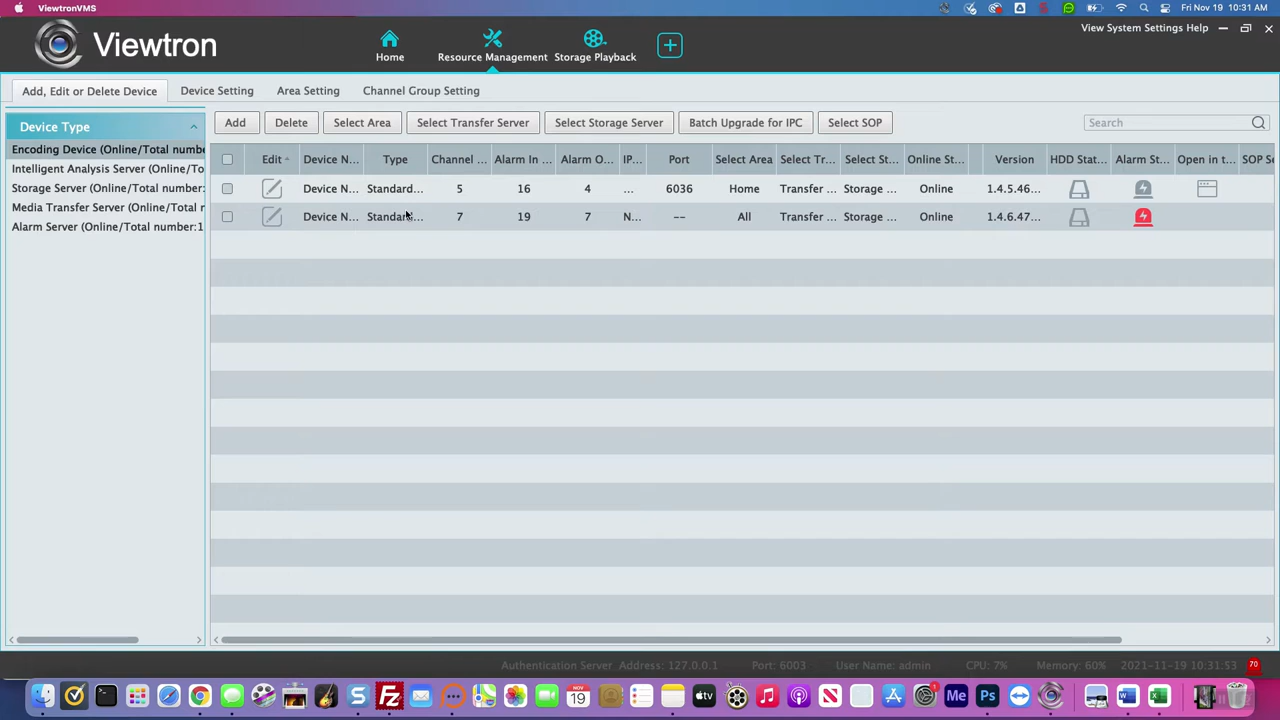 ViewtronVMS
Fri Nov 19 10:31 AM
Viewtron
Home
Resource Management
Storage Playback
View System Settings Help
Add, Edit or Delete Device
Device Setting
Area Setting
Channel Group Setting
Device Type
Encoding Device (Online/Total numbe
Intelligent Analysis Server (Online/To
Storage Server (Online/Total number:
Media Transfer Server (Online/Total r
Alarm Server (Online/Total number:1
Add
Delete
Select Area
Select Transfer Server
Select Storage Server
Batch Upgrade for IPC
Select SOP
Search
Edit Device N... Type Channel ... Alarm In ... Alarm O... IP... Port Select Area Select Tr... Select St... Online St... Version HDD Stat... Alarm St... Open in t... SOP Se
Device N... Standard... 5 16 4 ... 6036 Home Transfer ... Storage ... Online 1.4.5.46...
Device N... Standard... 7 19 7 N... -- All Transfer ... Storage ... Online 1.4.6.47...
Authentication Server Address: 127.0.0.1 Port: 6003 User Name: admin CPU: 7% Memory: 60% 2021-11-19 10:31:53 70
NOV
19
tv
Me
Ps